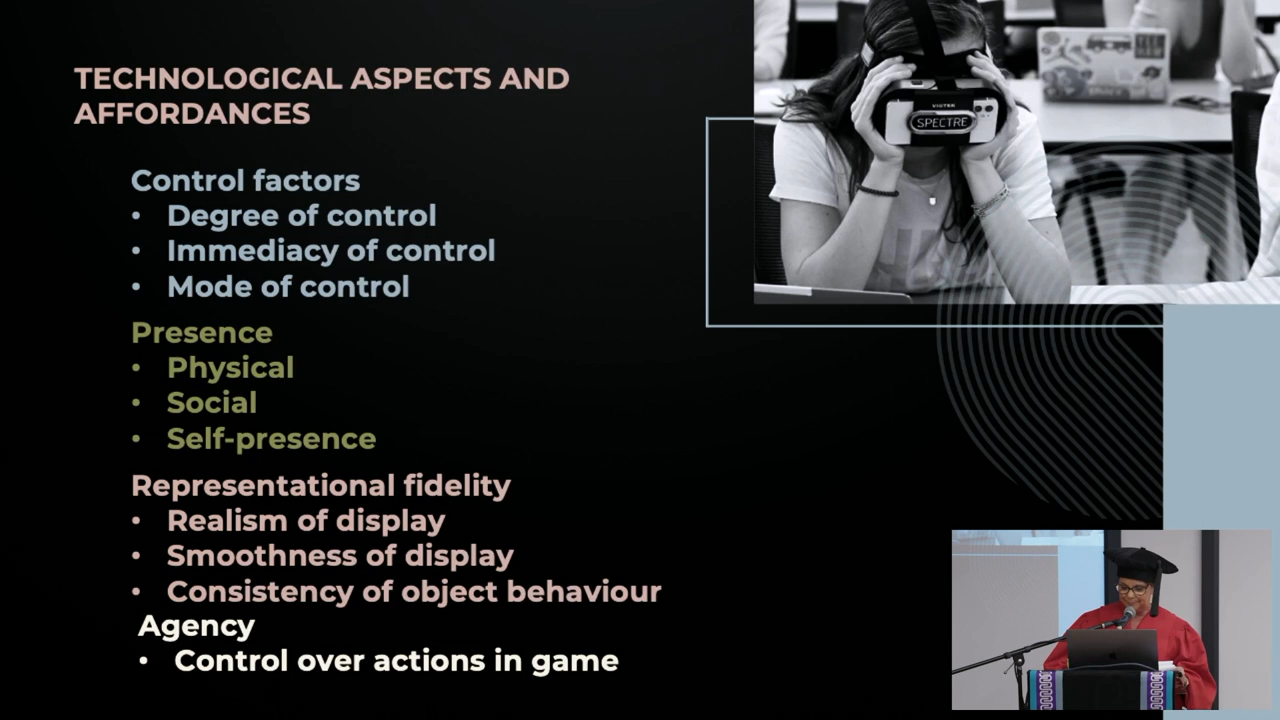 TECHNOLOGICAL ASPECTS AND
AFFORDANCES
Control factors
• Degree of control
• Immediacy of control
• Mode of control
Presence
• Physical
• Social
• Self-presence
Representational fidelity
• Realism of display
• Smoothness of display
• Consistency of object behaviour
Agency
• Control over actions in game
VIOTEK
SPECTRE